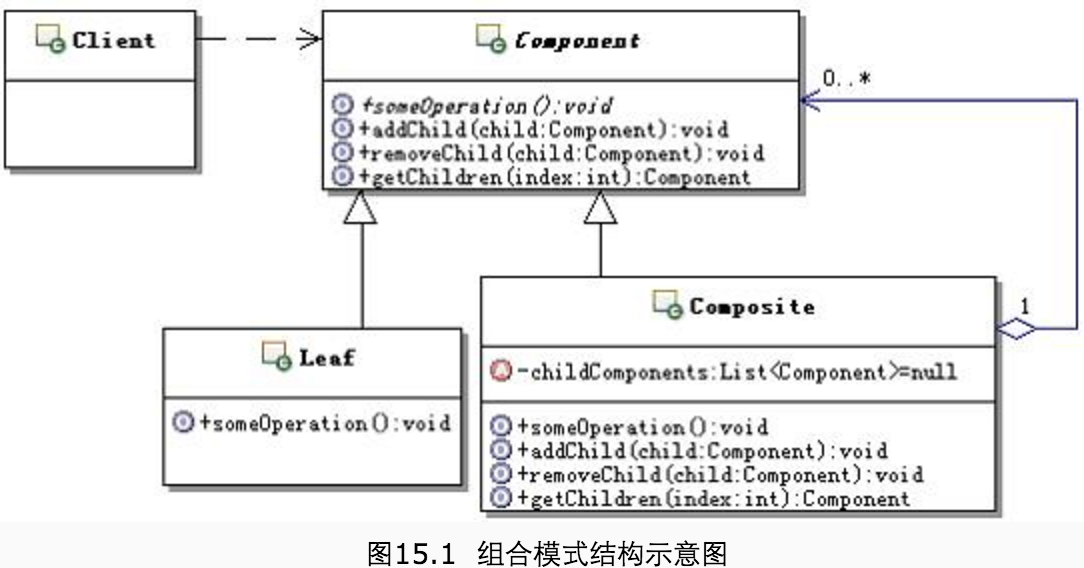 Client
Component
+someOperation():void
+addChild(child:Component):void
+removeChild(child:Component):void
+getChildren(index:int):Component
0..*
Composite
1
-childComponents:List<Component>=null
+someOperation():void
+addChild(child:Component):void
+removeChild(child:Component):void
+getChildren(index:int):Component
Leaf
+someOperation():void
图15.1 组合模式结构示意图